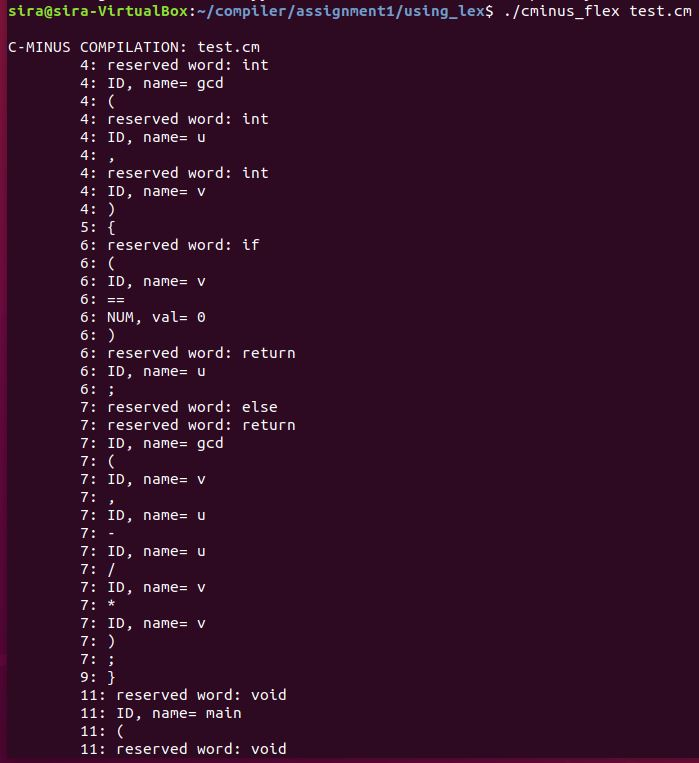 sira@sira-VirtualBox:~/compiler/assignment1/using_lex$ ./cminus_flex test.cm
C-MINUS COMPILATION: test.cm
4: reserved word: int
4: ID, name= gcd
4: (
4: reserved word: int
4: ID, name= u
4: ,
4: reserved word: int
4: ID, name= v
4: )
5: {
6: reserved word: if
6: (
6: ID, name= v
6: ==
6: NUM, val= 0
6: )
6: reserved word: return
6: ID, name= u
6: ;
7: reserved word: else
7: reserved word: return
7: ID, name= gcd
7: (
7: ID, name= v
7: ,
7: ID, name= u
7: -
7: ID, name= u
7: /
7: ID, name= v
7: *
7: ID, name= v
7: )
7: ;
9: }
11: reserved word: void
11: ID, name= main
11: (
11: reserved word: void